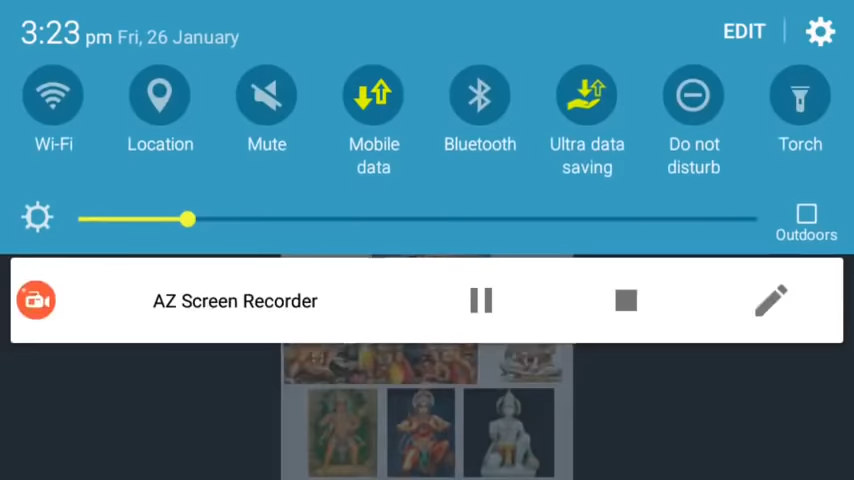 3:23 pm Fri, 26 January
EDIT
Wi-Fi
Location
Mute
Mobile
data
Bluetooth
Ultra data
saving
Do not
disturb
Torch
Outdoors
AZ Screen Recorder